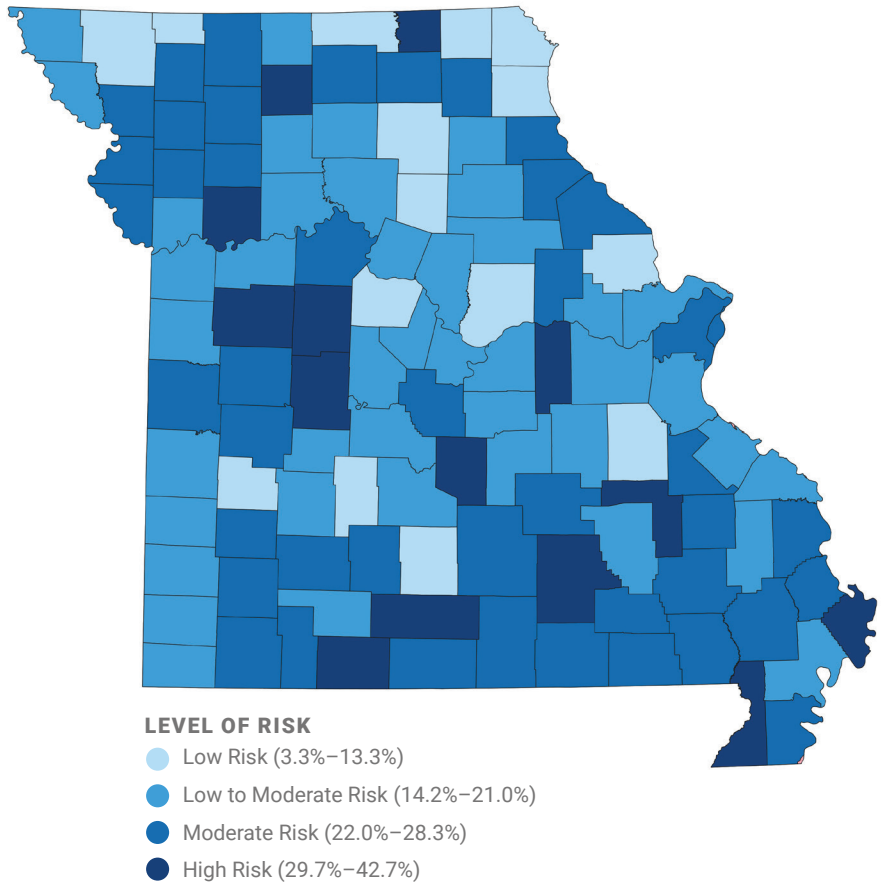 LEVEL OF RISK
Low Risk (3.3%–13.3%)
Low to Moderate Risk (14.2%–21.0%)
Moderate Risk (22.0%–28.3%)
High Risk (29.7%–42.7%)